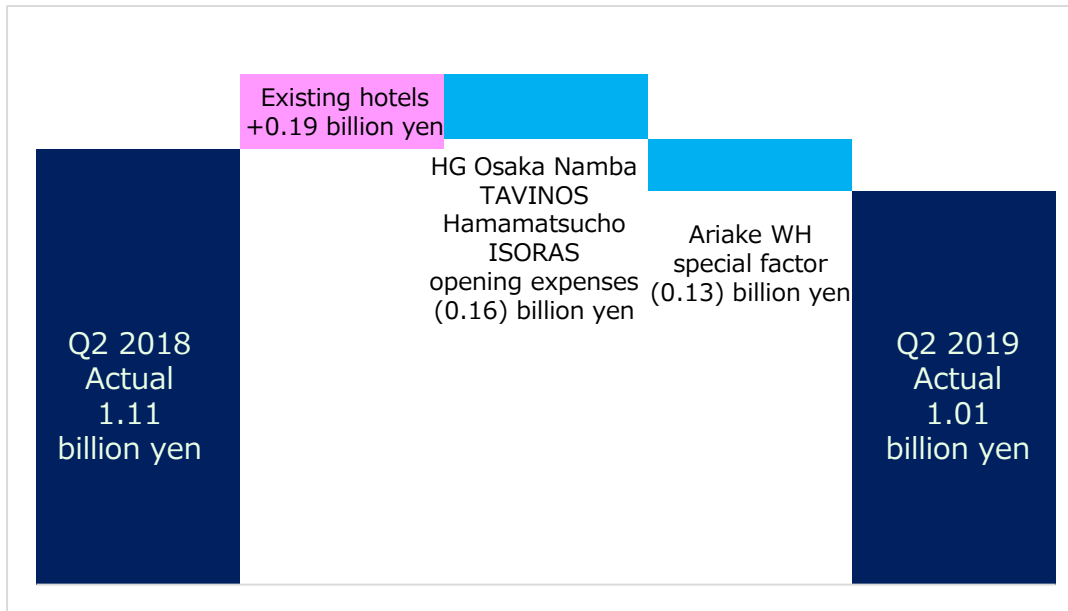 Existing hotels
+0.19 billion yen
HG Osaka Namba
TAVINOS
Hamamatsucho
ISORAS
opening expenses
(0.16) billion yen
Ariake WH
special factor
(0.13) billion yen
Q2 2018
Actual
1.11
billion yen
Q2 2019
Actual
1.01
billion yen